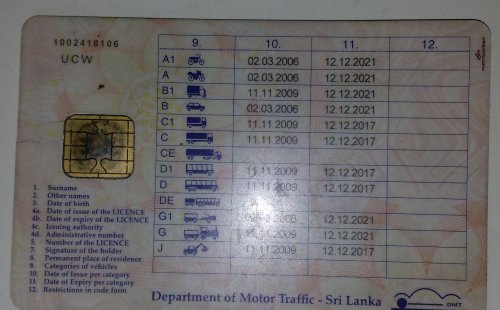 1002418106
UCW
9. 10. 11. 12.
A1 02.03.2006 12.12.2021
A 02.03.2006 12.12.2021
B1 11.11.2009 12.12.2021
B 02.03.2006 12.12.2021
C1 11.11.2009 12.12.2017
C 11.11.2009 12.12.2017
CE
D1 11.11.2009 12.12.2017
D 11.11.2009 12.12.2017
DE
G1 12.12.2021
G 12.12.2021
J 11.11.2009 12.12.2017
1. Surname
2. Other names
3. Date of birth
4a. Date of issue of the LICENCE
4b. Date of expiry of the LICENCE
4c. Issuing authority
4d. Administrative number
5. Number of the LICENCE
7. Signature of the holder
8. Permanent place of residence
9. Categories of vehicles
10. Date of Issue per category
11. Date of Expiry per category
12. Restrictions in code form
Department of Motor Traffic - Sri Lanka
DMT